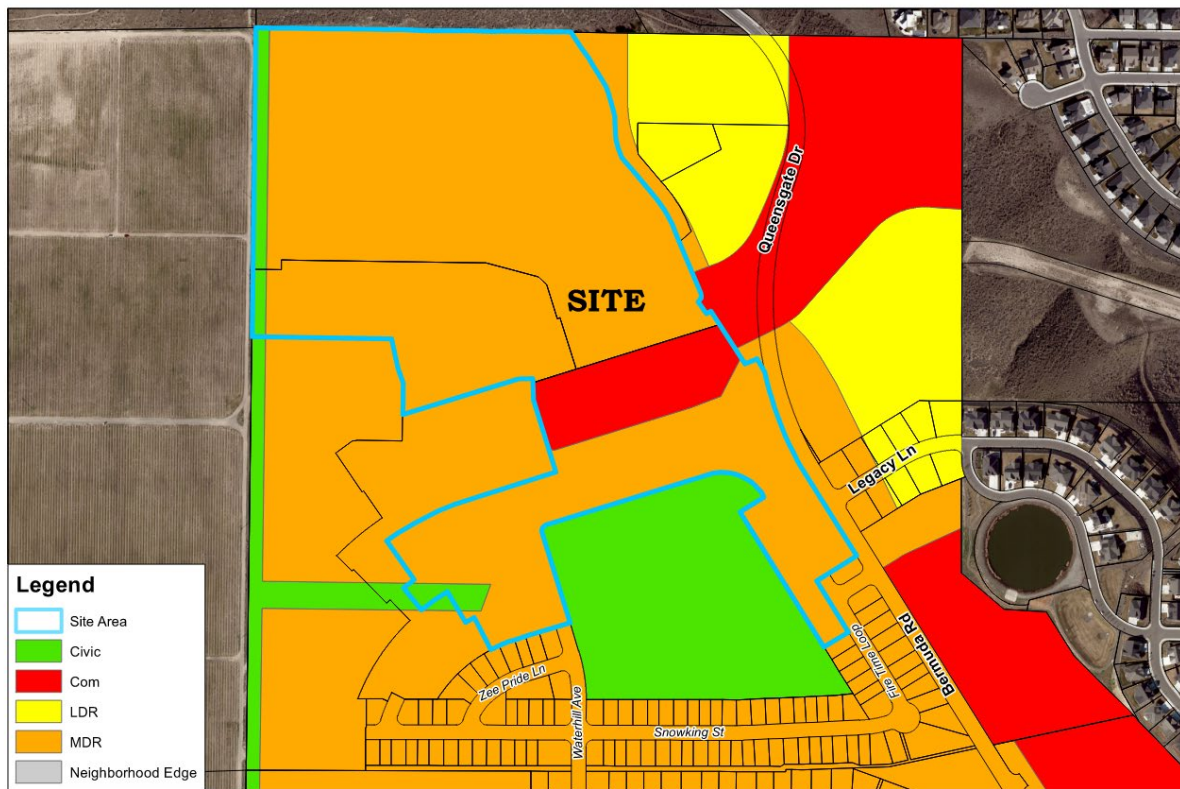 Queensgate Dr
SITE
Legacy Ln
Legend
Site Area
Civic
Com
LDR
MDR
Neighborhood Edge
Zee Pride Ln
Waterhill Ave
Snowking St
Fire Time Loop
Bermuda Rd